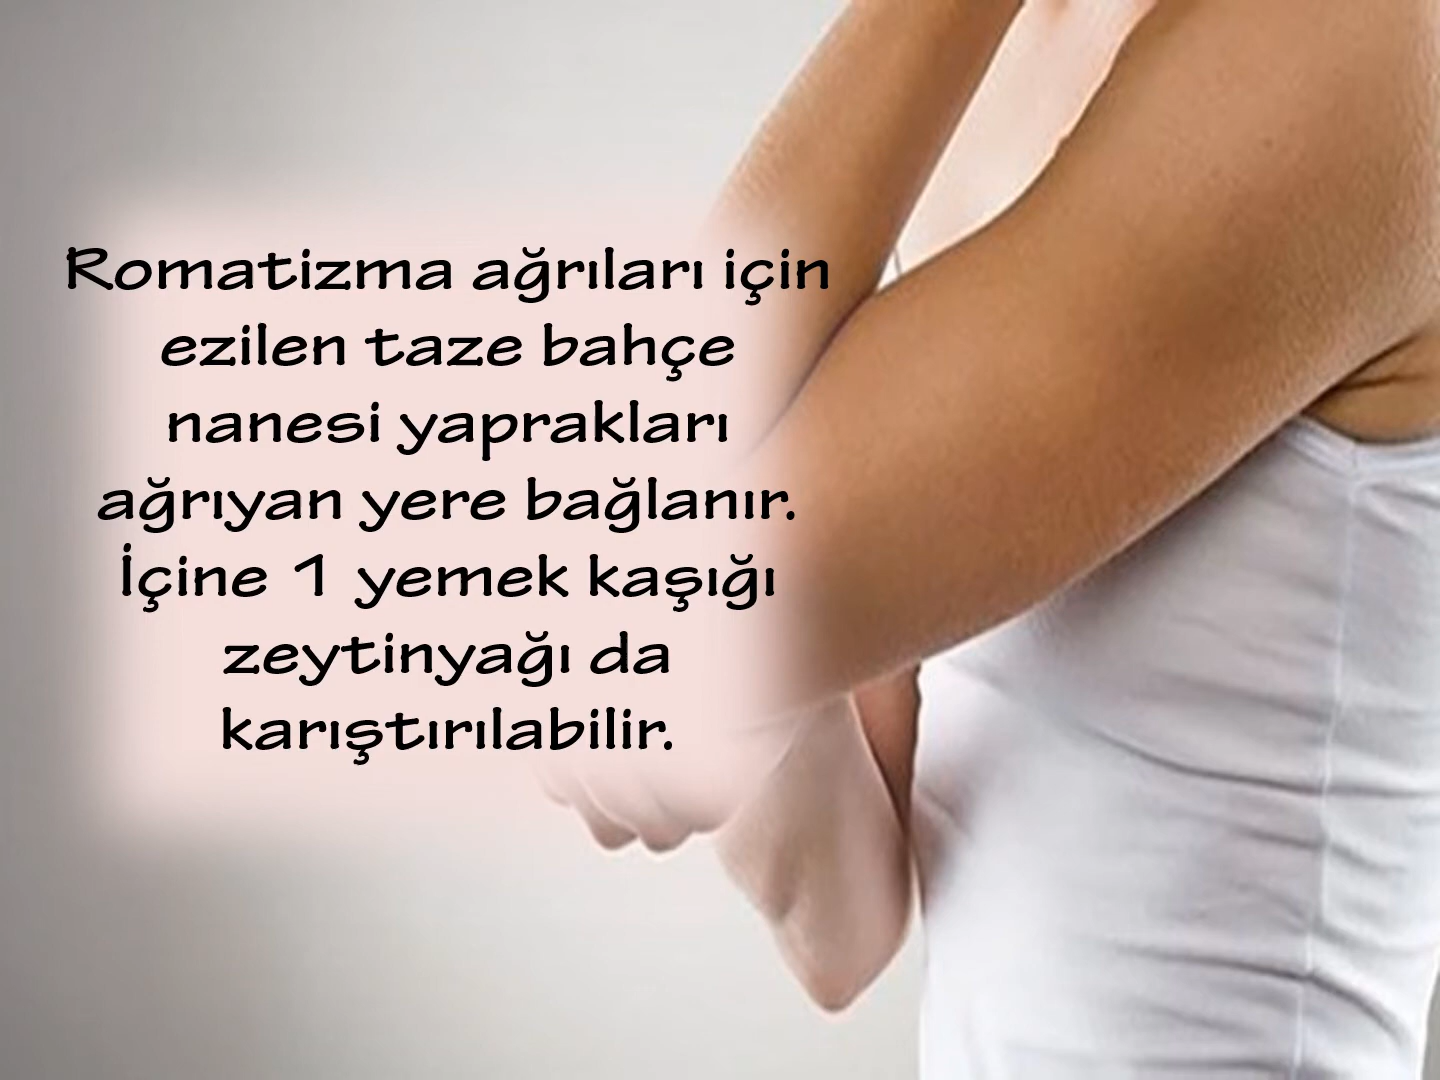 Romatizma ağrıları için
ezilen taze bahçe
nanesi yaprakları
ağrıyan yere bağlanır.
İçine 1 yemek kaşığı
zeytinyağı da
karıştırılabilir.